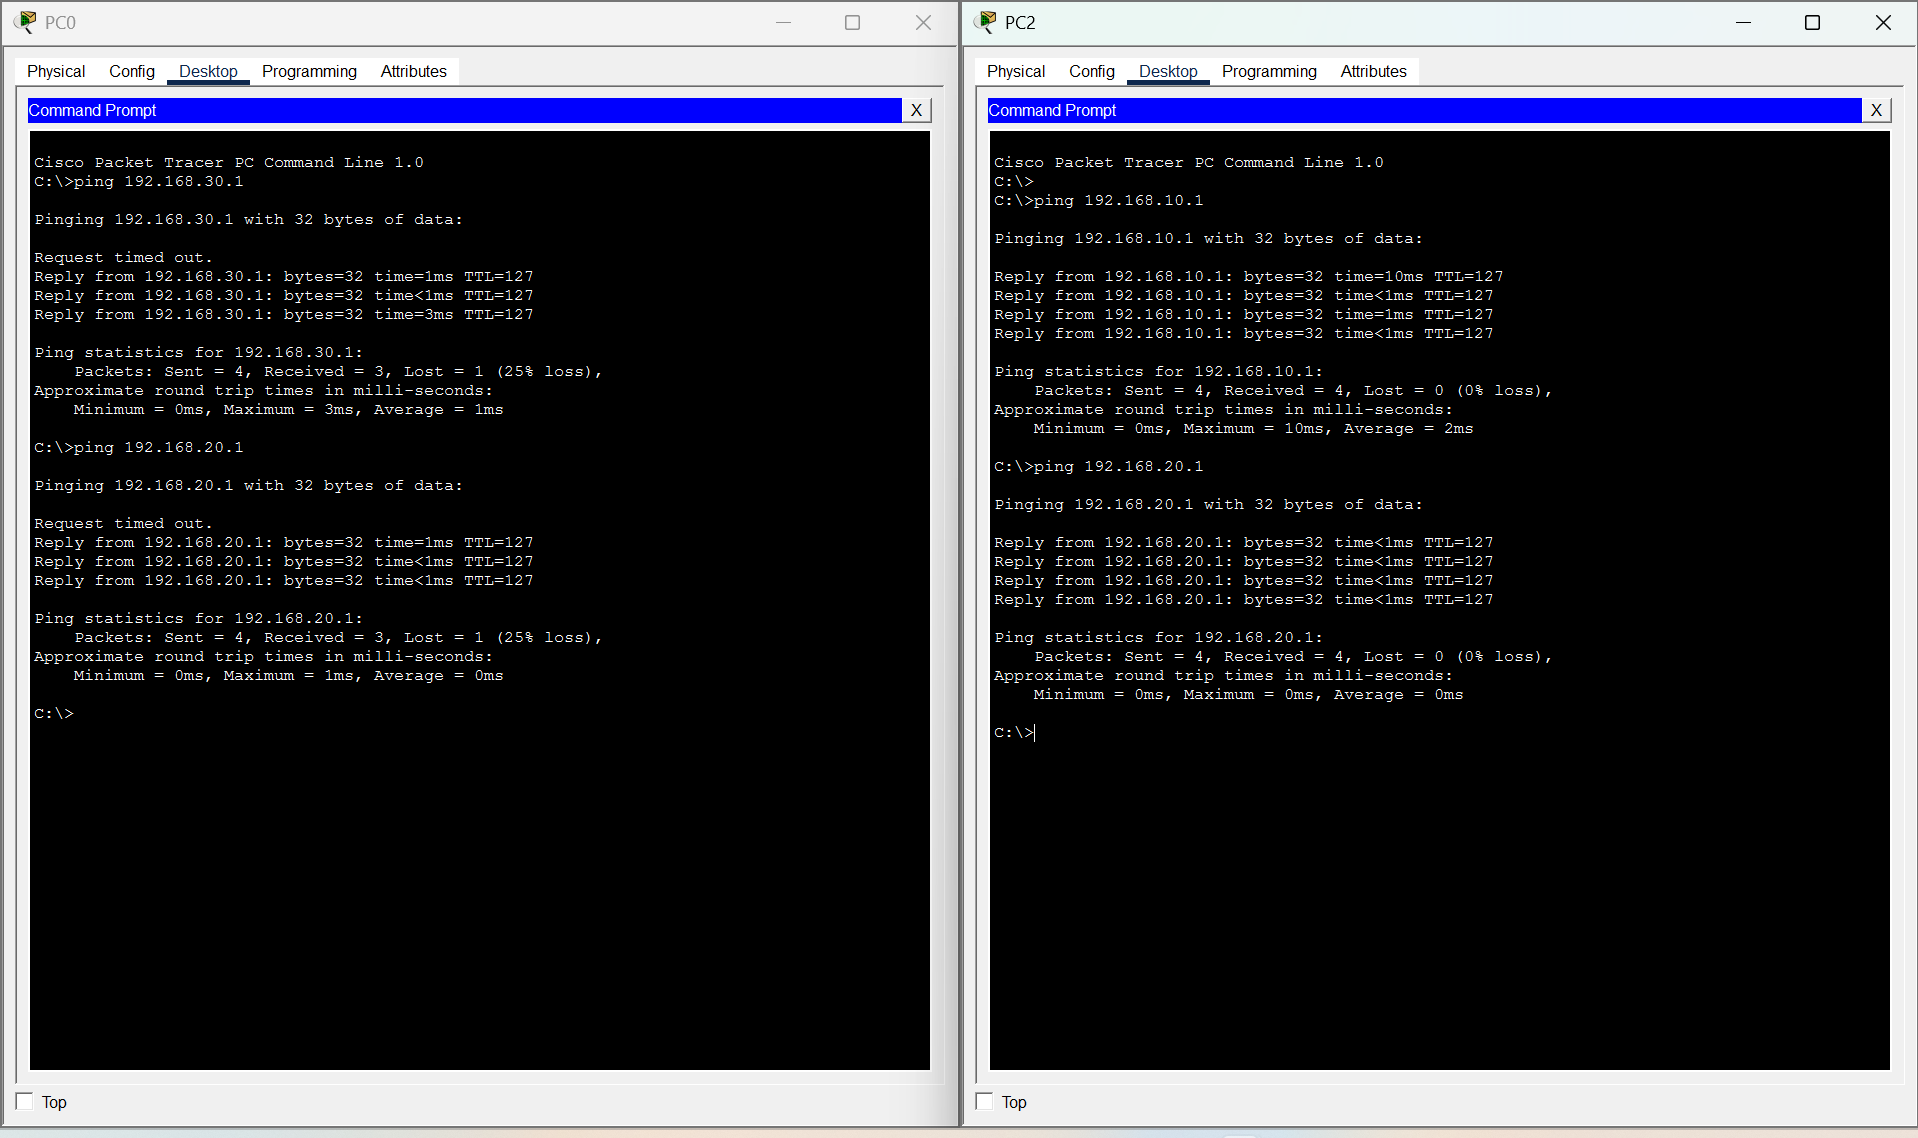 PC0
Physical Config Desktop Programming Attributes
Command Prompt
X
Cisco Packet Tracer PC Command Line 1.0
C:\>ping 192.168.30.1
Pinging 192.168.30.1 with 32 bytes of data:
Request timed out.
Reply from 192.168.30.1: bytes=32 time=1ms TTL=127
Reply from 192.168.30.1: bytes=32 time<1ms TTL=127
Reply from 192.168.30.1: bytes=32 time=3ms TTL=127
Ping statistics for 192.168.30.1:
Packets: Sent = 4, Received = 3, Lost = 1 (25% loss),
Approximate round trip times in milli-seconds:
Minimum = 0ms, Maximum = 3ms, Average = 1ms
C:\>ping 192.168.20.1
Pinging 192.168.20.1 with 32 bytes of data:
Request timed out.
Reply from 192.168.20.1: bytes=32 time=1ms TTL=127
Reply from 192.168.20.1: bytes=32 time<1ms TTL=127
Reply from 192.168.20.1: bytes=32 time<1ms TTL=127
Ping statistics for 192.168.20.1:
Packets: Sent = 4, Received = 3, Lost = 1 (25% loss),
Approximate round trip times in milli-seconds:
Minimum = 0ms, Maximum = 1ms, Average = 0ms
C:\>
Top
PC2
Physical Config Desktop Programming Attributes
Command Prompt
X
Cisco Packet Tracer PC Command Line 1.0
C:\>
C:\>ping 192.168.10.1
Pinging 192.168.10.1 with 32 bytes of data:
Reply from 192.168.10.1: bytes=32 time=10ms TTL=127
Reply from 192.168.10.1: bytes=32 time<1ms TTL=127
Reply from 192.168.10.1: bytes=32 time=1ms TTL=127
Reply from 192.168.10.1: bytes=32 time<1ms TTL=127
Ping statistics for 192.168.10.1:
Packets: Sent = 4, Received = 4, Lost = 0 (0% loss),
Approximate round trip times in milli-seconds:
Minimum = 0ms, Maximum = 10ms, Average = 2ms
C:\>ping 192.168.20.1
Pinging 192.168.20.1 with 32 bytes of data:
Reply from 192.168.20.1: bytes=32 time<1ms TTL=127
Reply from 192.168.20.1: bytes=32 time<1ms TTL=127
Reply from 192.168.20.1: bytes=32 time<1ms TTL=127
Reply from 192.168.20.1: bytes=32 time<1ms TTL=127
Ping statistics for 192.168.20.1:
Packets: Sent = 4, Received = 4, Lost = 0 (0% loss),
Approximate round trip times in milli-seconds:
Minimum = 0ms, Maximum = 0ms, Average = 0ms
C:\>
Top